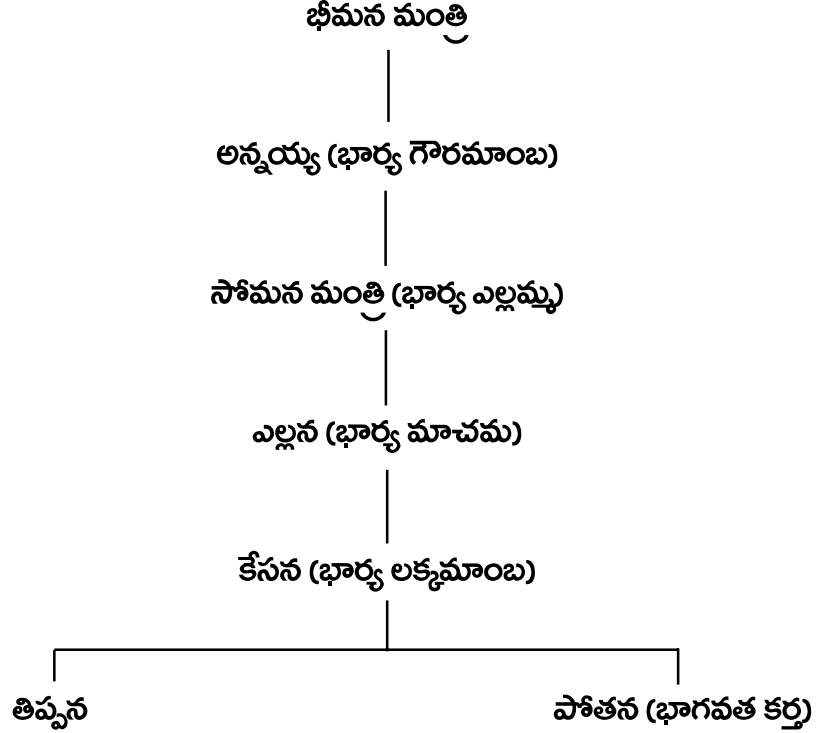 భీమన మంత్రి
అన్నయ్య (భార్య గౌరమాంబ)
సోమన మంత్రి (భార్య ఎల్లమ్మ)
ఎల్లన (భార్య మాచమ)
కేసన (భార్య లక్కమాంబ)
తిప్పన పోతన (భాగవత కర్త)